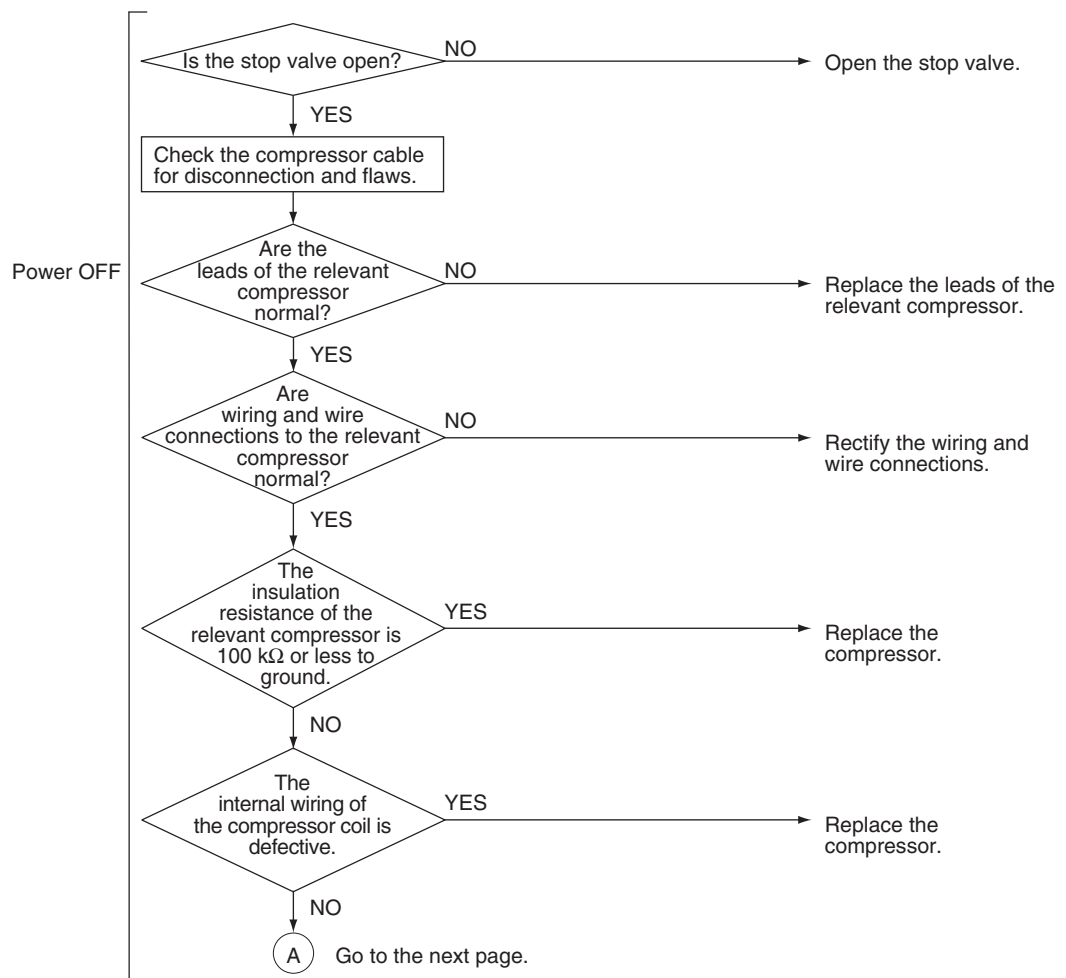 Is the stop valve open?
NO
Open the stop valve.
YES
Check the compressor cable
for disconnection and flaws.
Power OFF
Are the
leads of the relevant
compressor
normal?
NO
Replace the leads of the
relevant compressor.
YES
Are
wiring and wire
connections to the relevant
compressor
normal?
NO
Rectify the wiring and
wire connections.
YES
The
insulation
resistance of the
relevant compressor is
100 kΩ or less to
ground.
YES
Replace the
compressor.
NO
The
internal wiring of
the compressor coil is
defective.
YES
Replace the
compressor.
NO
A
Go to the next page.